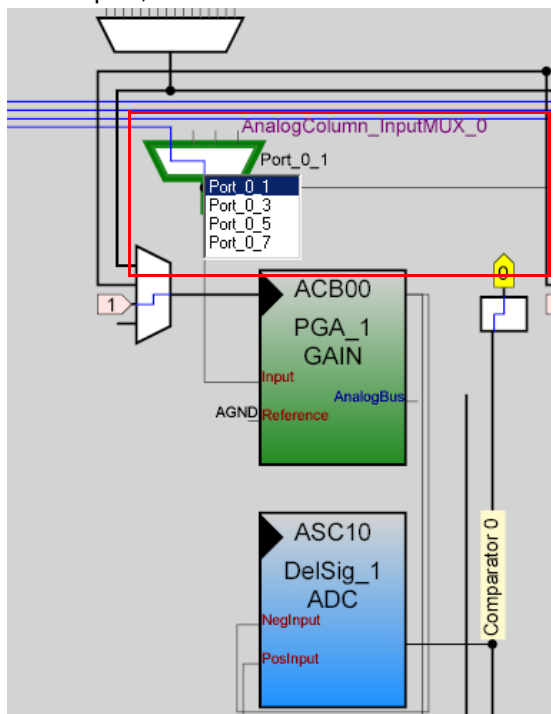 AnalogColumn_InputMUX_0
Port_0_1
Port_0_1
Port_0_3
Port_0_5
Port_0_7
0
1
ACB00
PGA_1
GAIN
Input
AnalogBus
AGND
Reference
Comparator 0
ASC10
DelSig_1
ADC
NegInput
PosInput